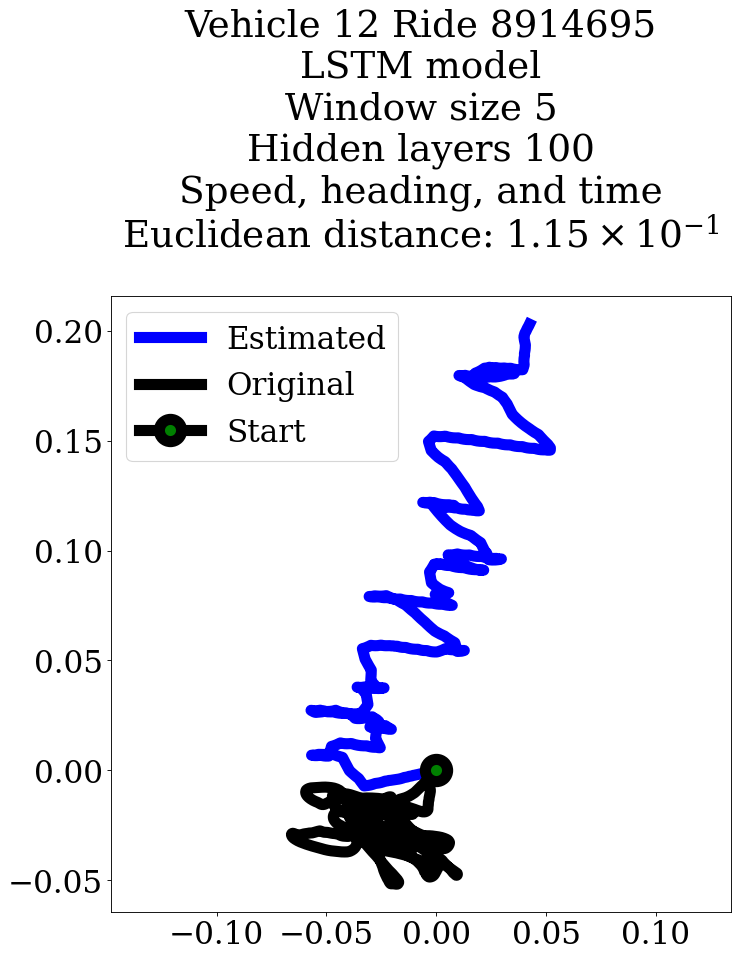 Vehicle 12 Ride 8914695
LSTM model
Window size 5
Hidden layers 100
Speed, heading, and time
Euclidean distance: 1.15 × 10⁻¹
Estimated
Original
Start
0.20
0.15
0.10
0.05
0.00
−0.05
−0.10 −0.05 0.00 0.05 0.10